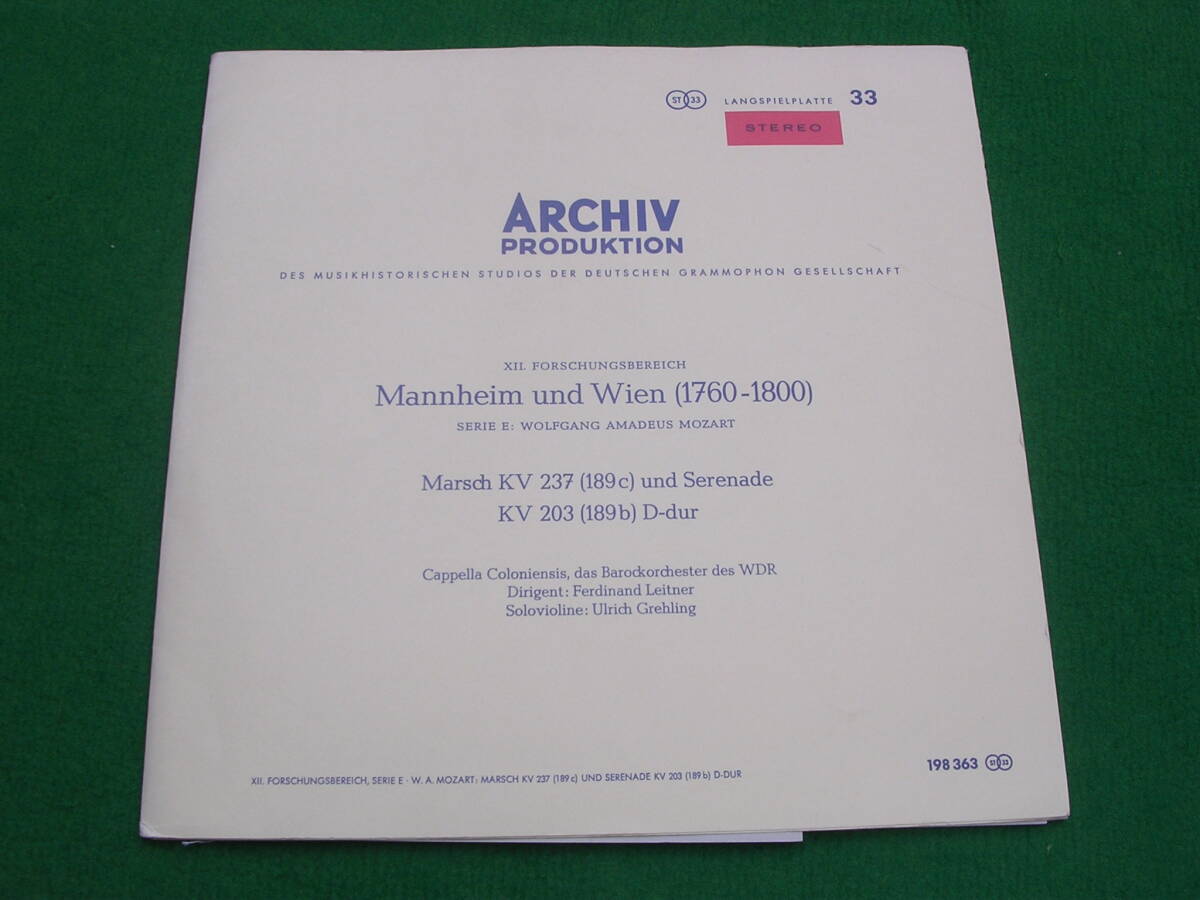 ST 33 LANGSPIELPLATTE 33
STEREO
ARCHIV
PRODUKTION
DES MUSIKHISTORISCHEN STUDIOS DER DEUTSCHEN GRAMMOPHON GESELLSCHAFT
XII. FORSCHUNGSBEREICH
Mannheim und Wien (1760-1800)
SERIE E: WOLFGANG AMADEUS MOZART
Marsch KV 237 (189c) und Serenade
KV 203 (189b) D-dur
Cappella Coloniensis, das Barockorchester des WDR
Dirigent: Ferdinand Leitner
Solovioline: Ulrich Grehling
198 363 ST 33
XII. FORSCHUNGSBEREICH, SERIE E · W. A. MOZART: MARSCH KV 237 (189c) UND SERENADE KV 203 (189b) D-DUR